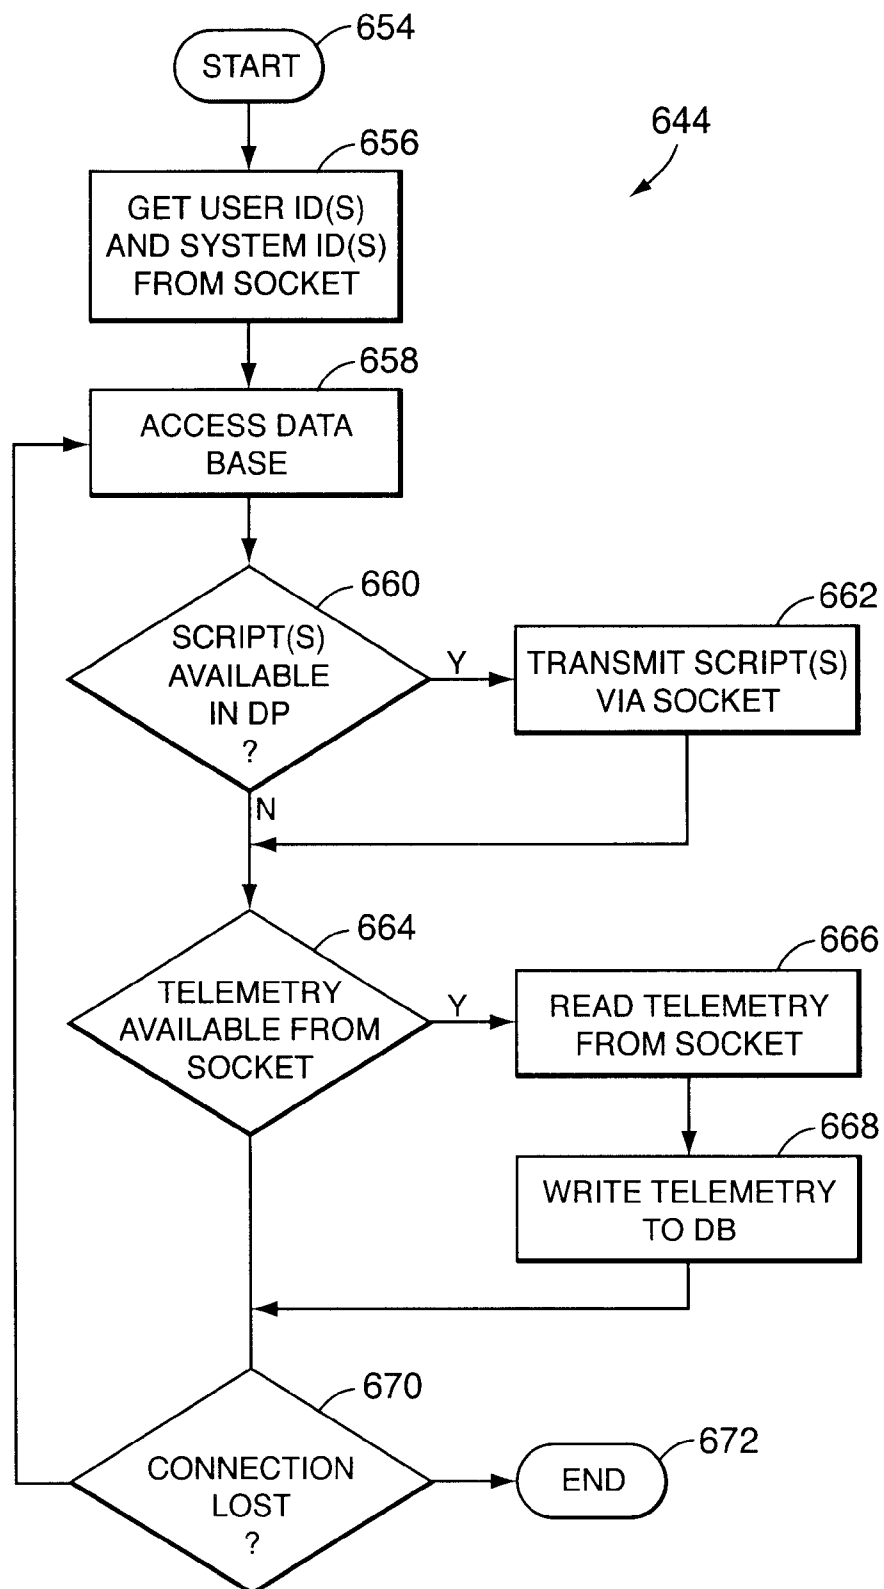 654
START
644
656
GET USER ID(S)
AND SYSTEM ID(S)
FROM SOCKET
658
ACCESS DATA
BASE
660
SCRIPT(S)
AVAILABLE
IN DP
?
Y
662
TRANSMIT SCRIPT(S)
VIA SOCKET
N
664
TELEMETRY
AVAILABLE FROM
SOCKET
Y
666
READ TELEMETRY
FROM SOCKET
668
WRITE TELEMETRY
TO DB
670
CONNECTION
LOST
?
672
END